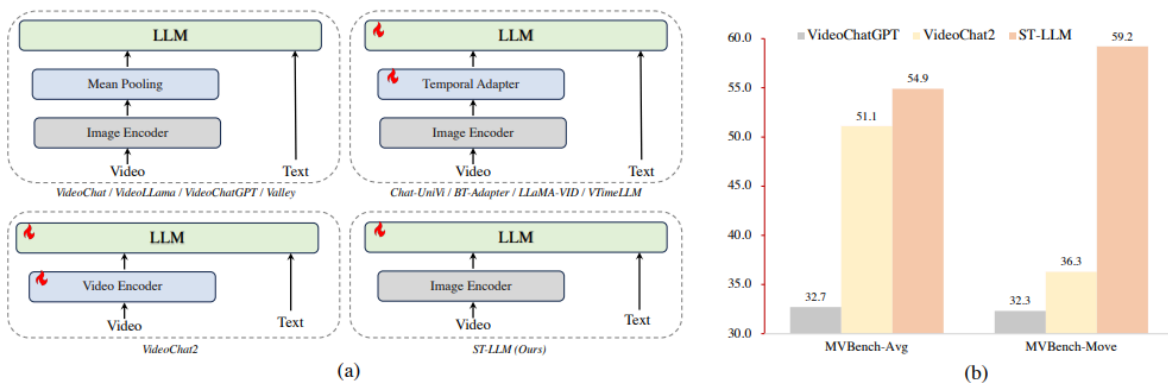 LLM
Mean Pooling
Image Encoder
Video
Text
VideoChat / VideoLLama / VideoChatGPT / Valley
LLM
Temporal Adapter
Image Encoder
Video
Text
Chat-UniVi / BT-Adapter / LLaMA-VID / VTimeLLM
LLM
Video Encoder
Video
Text
VideoChat2
LLM
Image Encoder
Video
Text
ST-LLM (Ours)
(a)
VideoChatGPT VideoChat2 ST-LLM
60.0
55.0
50.0
45.0
40.0
35.0
30.0
32.7
51.1
54.9
32.3
36.3
59.2
MVBench-Avg MVBench-Move
(b)